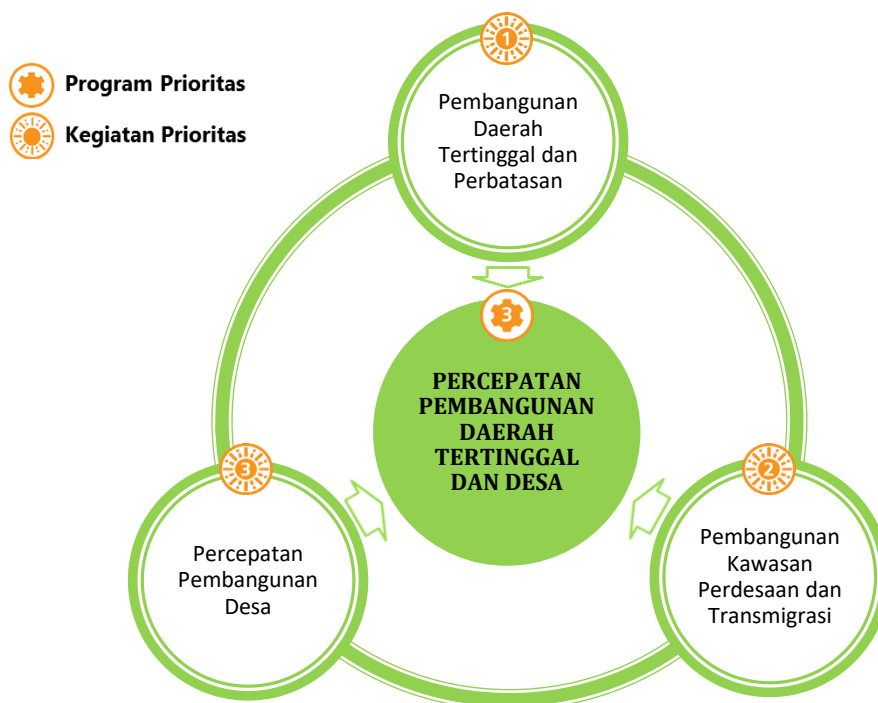 Program Prioritas
Kegiatan Prioritas
1
Pembangunan
Daerah
Tertinggal dan
Perbatasan
3
PERCEPATAN
PEMBANGUNAN
DAERAH
TERTINGGAL
DAN DESA
3
Percepatan
Pembangunan
Desa
2
Pembangunan
Kawasan
Perdesaan dan
Transmigrasi